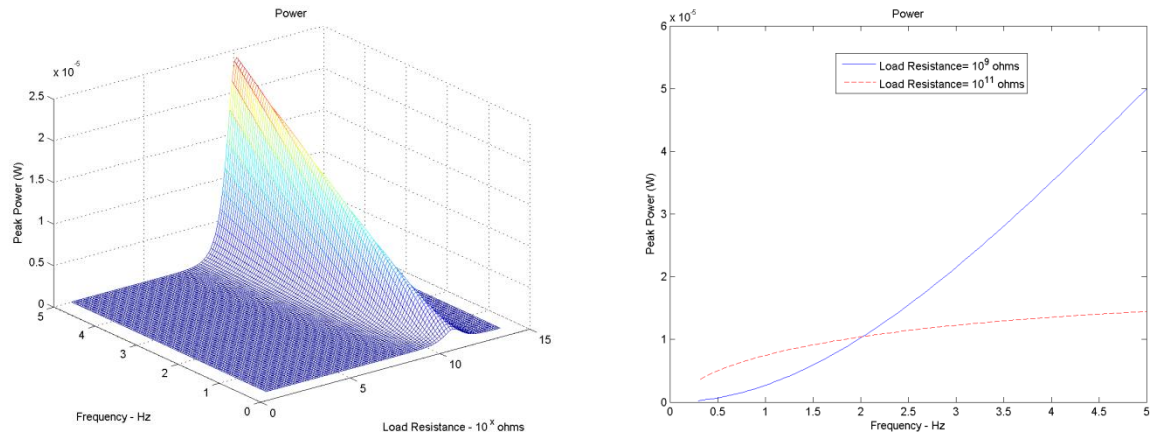 Power
x 10^-5
2.5
2
1.5
1
0.5
0
Peak Power (W)
5
4
3
2
1
0
Frequency - Hz
0
5
10
15
Load Resistance - 10^x ohms
Power
x 10^-5
6
5
4
3
2
1
0
Peak Power (W)
Load Resistance= 10^9 ohms
Load Resistance= 10^11 ohms
0 0.5 1 1.5 2 2.5 3 3.5 4 4.5 5
Frequency - Hz